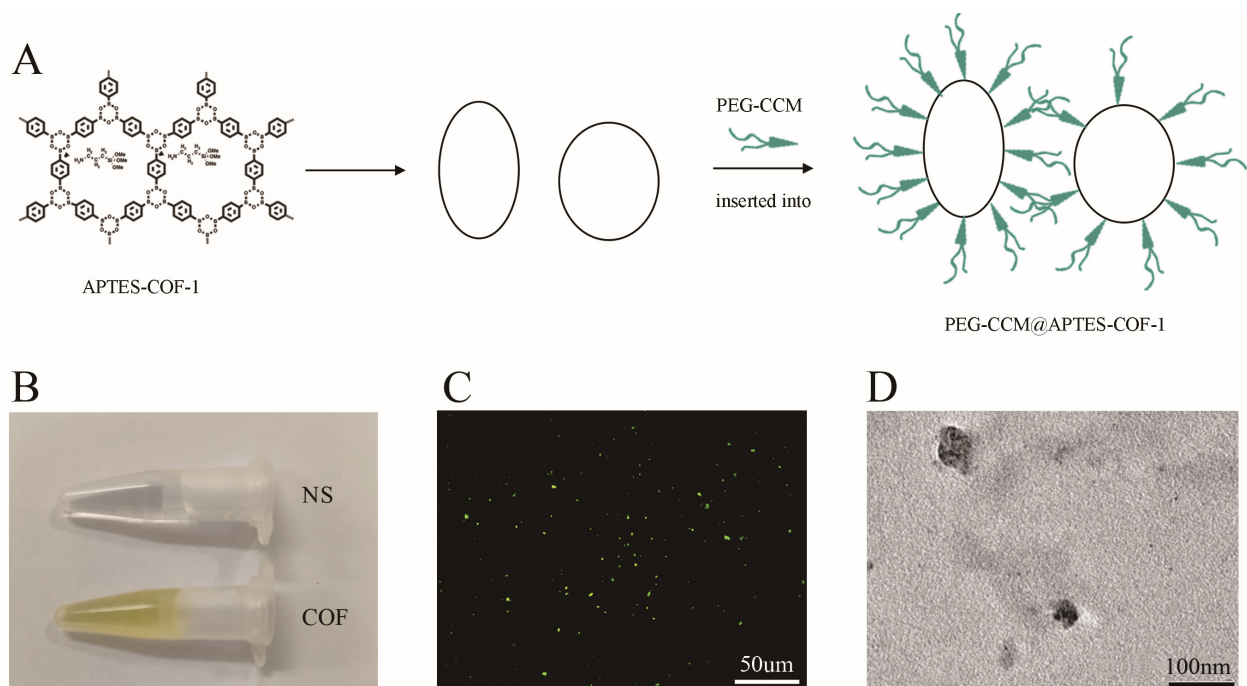 A
PEG-CCM
inserted into
APTES-COF-1
PEG-CCM@APTES-COF-1
B
C
D
NS
COF
50um
100nm